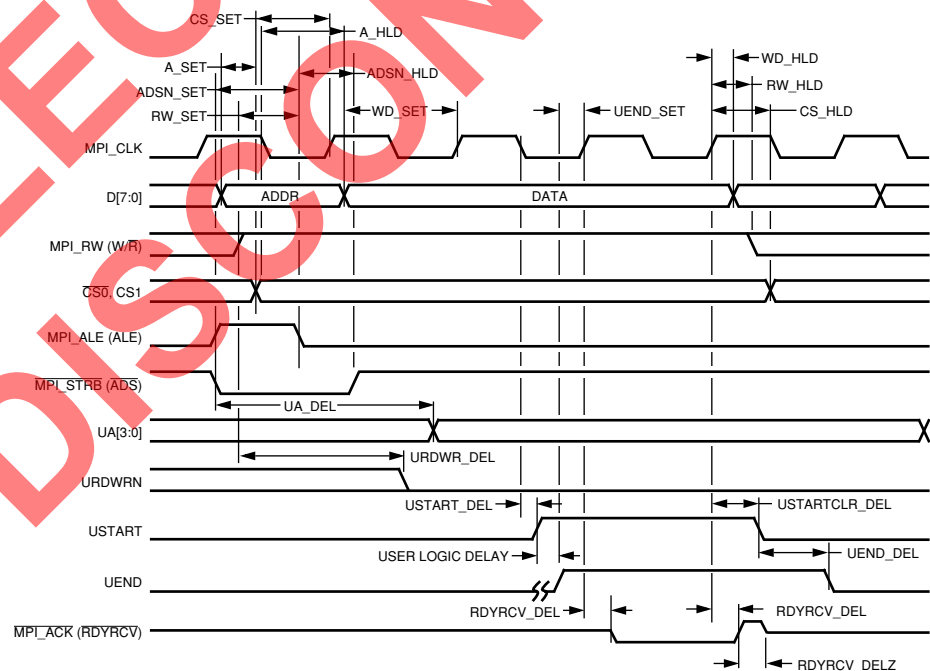 CS_SET
A_HLD
A_SET
WD_HLD
ADSN_HLD
ADSN_SET
RW_HLD
RW_SET
WD_SET
UEND_SET
CS_HLD
MPI_CLK
D[7:0]
ADDR
DATA
MPI_RW (W/R)
CS0, CS1
MPI_ALE (ALE)
MPI_STRB (ADS)
UA_DEL
UA[3:0]
URDWR_DEL
URDWRN
USTART_DEL
USTARTCLR_DEL
USTART
USER LOGIC DELAY
UEND_DEL
UEND
RDYRCV_DEL
RDYRCV_DEL
MPI_ACK (RDYRCV)
RDYRCV_DELZ